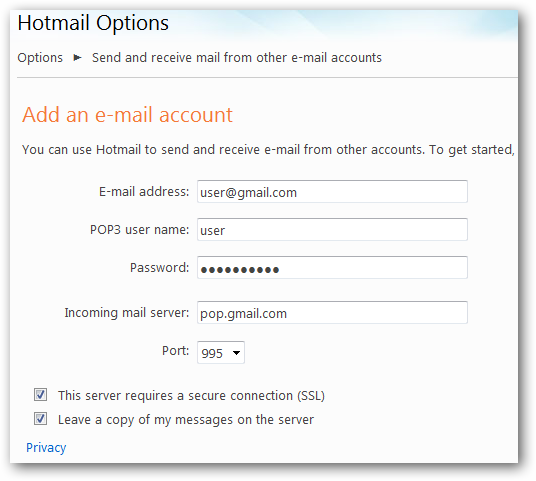 Hotmail Options
Options ► Send and receive mail from other e-mail accounts
Add an e-mail account
You can use Hotmail to send and receive e-mail from other accounts. To get started,
E-mail address: user@gmail.com
POP3 user name: user
Password: ●●●●●●●●●●
Incoming mail server: pop.gmail.com
Port: 995
This server requires a secure connection (SSL)
Leave a copy of my messages on the server
Privacy